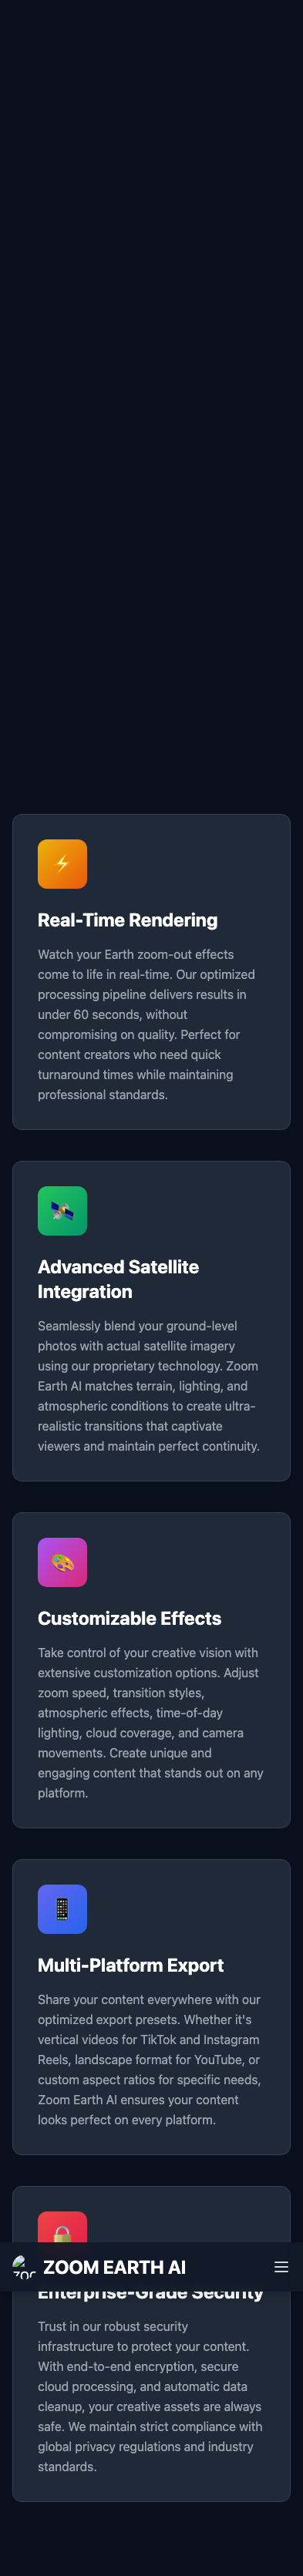 Real-Time Rendering
Watch your Earth zoom-out effects
come to life in real-time. Our optimized
processing pipeline delivers results in
under 60 seconds, without
compromising on quality. Perfect for
content creators who need quick
turnaround times while maintaining
professional standards.
Advanced Satellite
Integration
Seamlessly blend your ground-level
photos with actual satellite imagery
using our proprietary technology. Zoom
Earth AI matches terrain, lighting, and
atmospheric conditions to create ultra-
realistic transitions that captivate
viewers and maintain perfect continuity.
Customizable Effects
Take control of your creative vision with
extensive customization options. Adjust
zoom speed, transition styles,
atmospheric effects, time-of-day
lighting, cloud coverage, and camera
movements. Create unique and
engaging content that stands out on any
platform.
Multi-Platform Export
Share your content everywhere with our
optimized export presets. Whether it's
vertical videos for TikTok and Instagram
Reels, landscape format for YouTube, or
custom aspect ratios for specific needs,
Zoom Earth AI ensures your content
looks perfect on every platform.
ZOOM EARTH AI
Enterprise-Grade Security
Trust in our robust security
infrastructure to protect your content.
With end-to-end encryption, secure
cloud processing, and automatic data
cleanup, your creative assets are always
safe. We maintain strict compliance with
global privacy regulations and industry
standards.